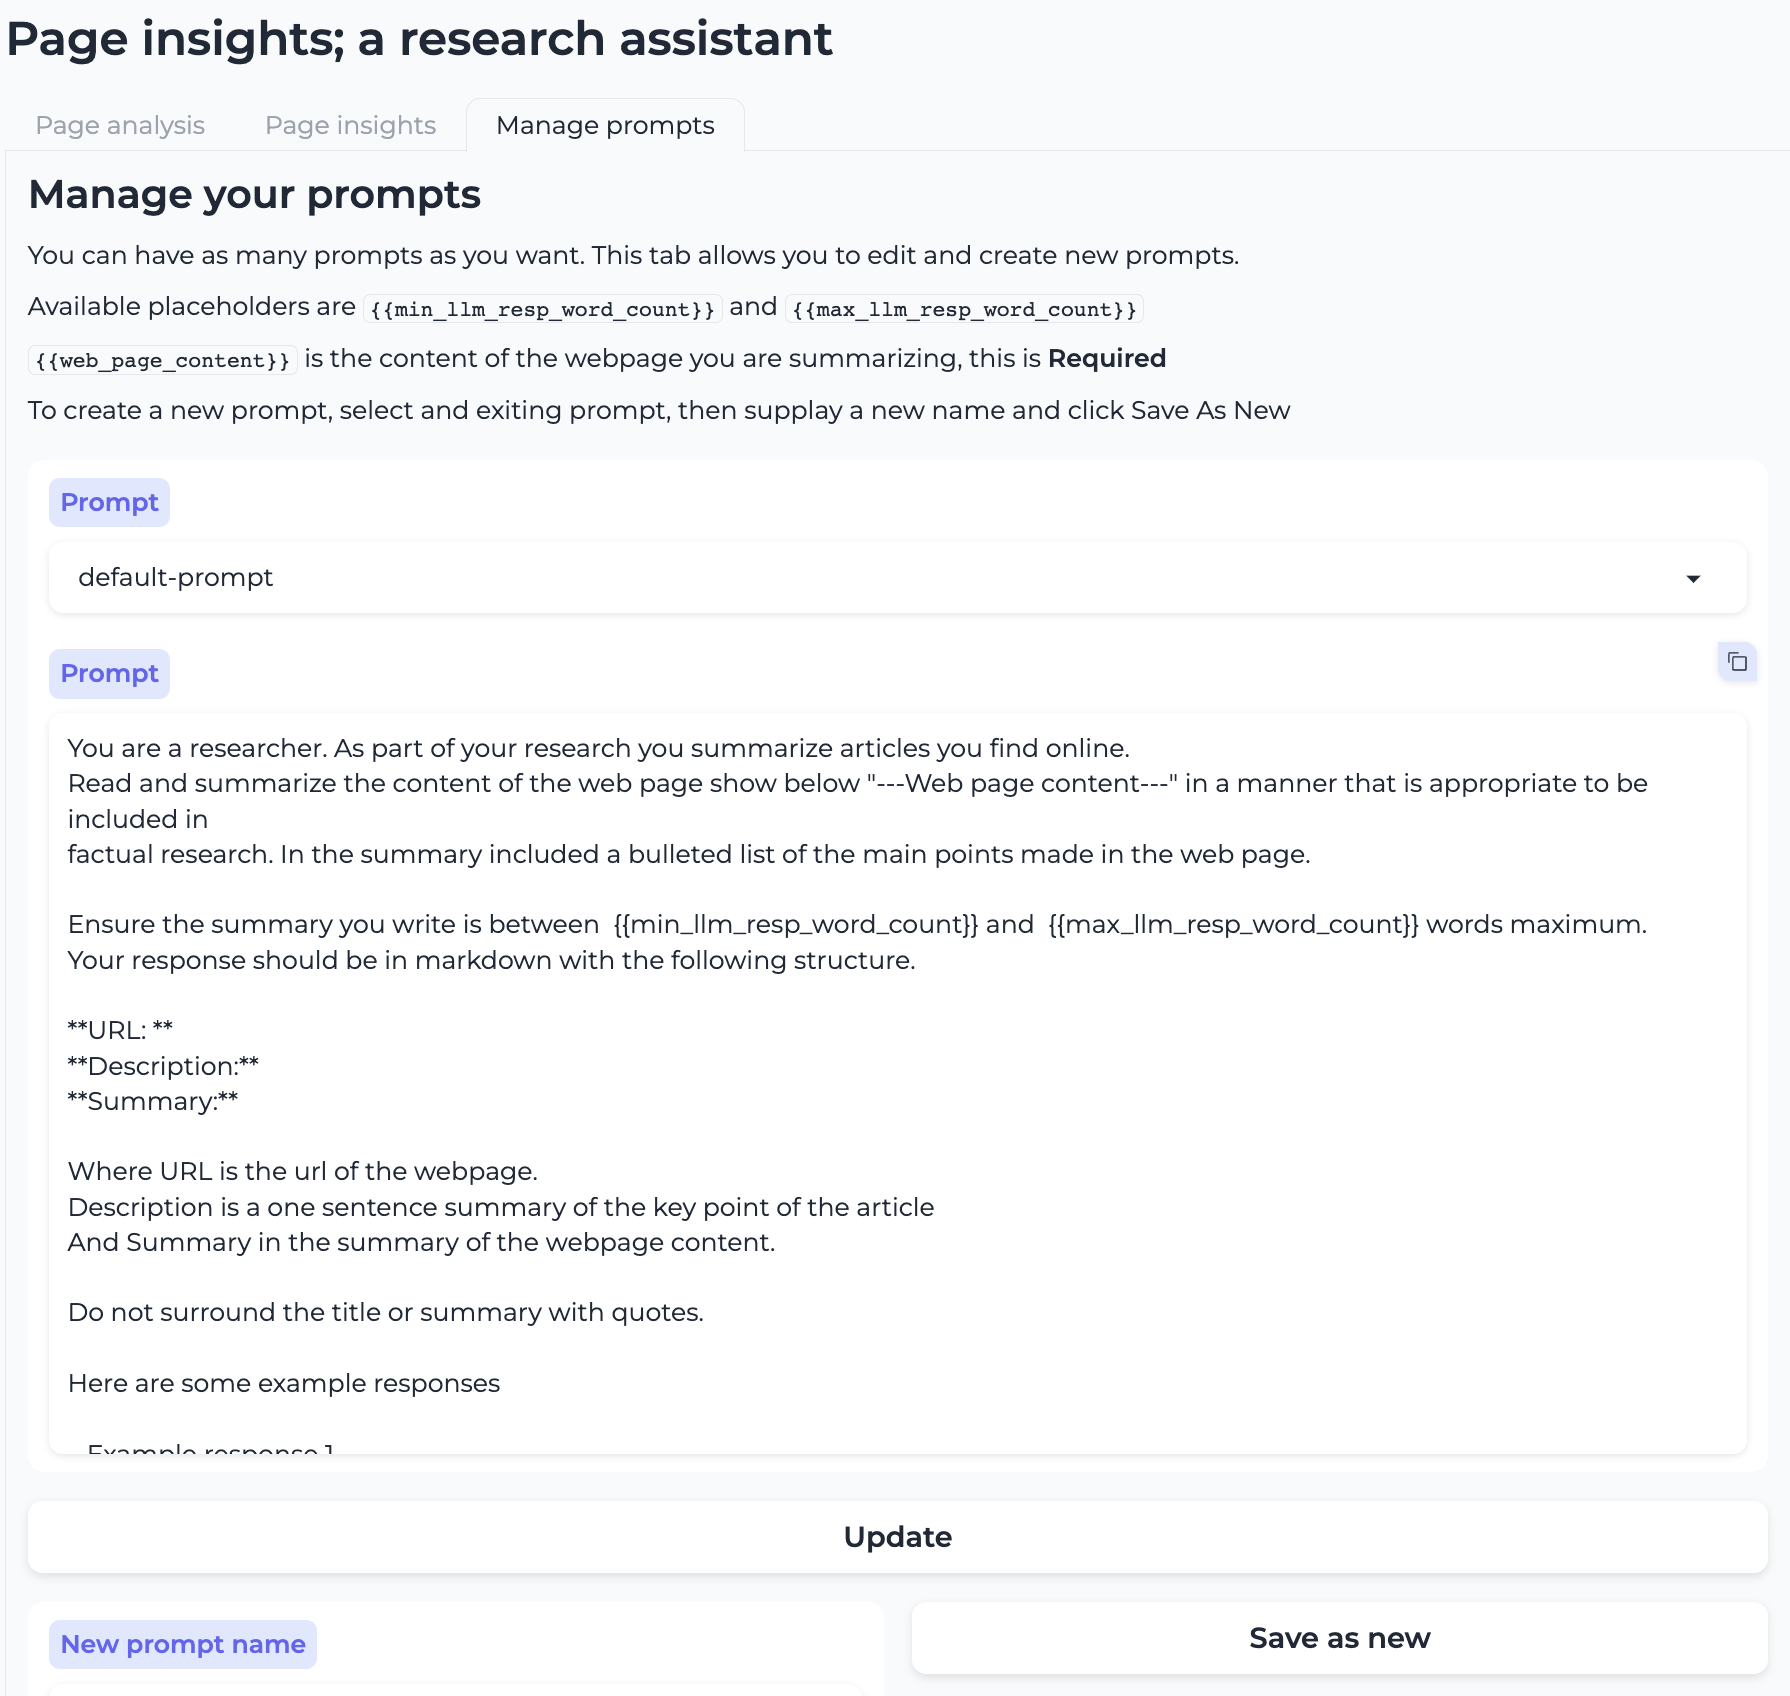 Page insights; a research assistant
Page analysis
Page insights
Manage prompts
Manage your prompts
You can have as many prompts as you want. This tab allows you to edit and create new prompts.
Available placeholders are {{min_llm_resp_word_count}} and {{max_llm_resp_word_count}}
{{web_page_content}} is the content of the webpage you are summarizing, this is Required
To create a new prompt, select and exiting prompt, then supplay a new name and click Save As New
Prompt
default-prompt
Prompt
You are a researcher. As part of your research you summarize articles you find online.
Read and summarize the content of the web page show below "---Web page content---" in a manner that is appropriate to be
included in
factual research. In the summary included a bulleted list of the main points made in the web page.
Ensure the summary you write is between  {{min_llm_resp_word_count}} and  {{max_llm_resp_word_count}} words maximum.
Your response should be in markdown with the following structure.
**URL: **
**Description:**
**Summary:**
Where URL is the url of the webpage.
Description is a one sentence summary of the key point of the article
And Summary in the summary of the webpage content.
Do not surround the title or summary with quotes.
Here are some example responses
Example response 1
Update
New prompt name
Save as new